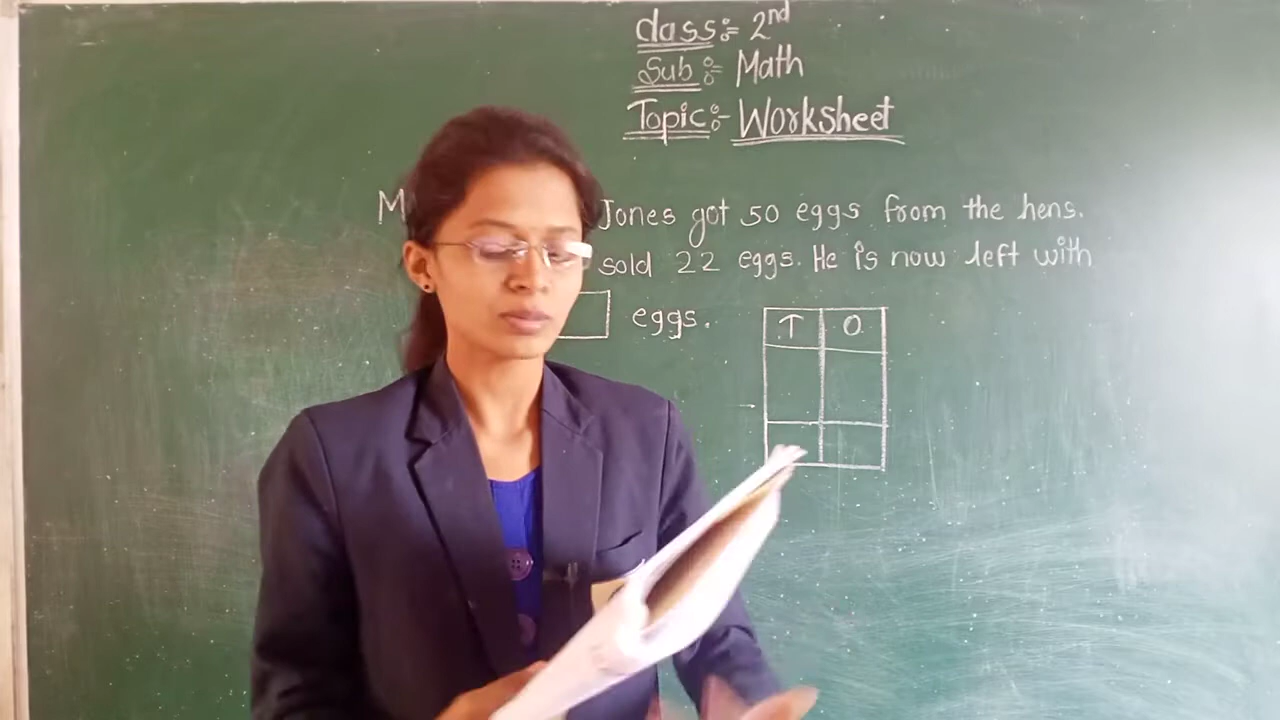 class:- 2nd
Sub:- Math
Topic:- Worksheet
Jones got 50 eggs from the hens.
sold 22 eggs. He is now left with
eggs.
T O